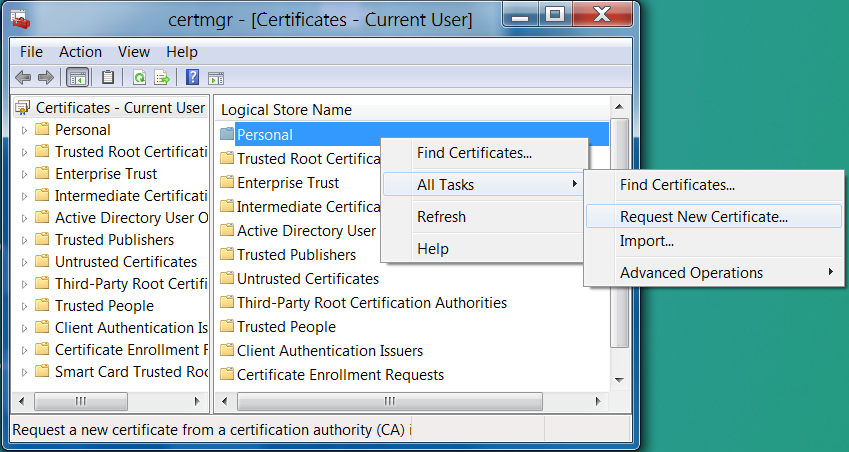 certmgr - [Certificates - Current User]
File Action View Help
Certificates - Current User
Personal
Trusted Root Certificati
Enterprise Trust
Intermediate Certificati
Active Directory User O
Trusted Publishers
Untrusted Certificates
Third-Party Root Certifi
Trusted People
Client Authentication Is
Certificate Enrollment R
Smart Card Trusted Roo
Logical Store Name
Personal
Trusted Root Certifica
Enterprise Trust
Intermediate Certifica
Active Directory User
Trusted Publishers
Untrusted Certificates
Third-Party Root Certification Authorities
Trusted People
Client Authentication Issuers
Certificate Enrollment Requests
Find Certificates...
All Tasks
Refresh
Help
Find Certificates...
Request New Certificate...
Import...
Advanced Operations
Request a new certificate from a certification authority (CA) i